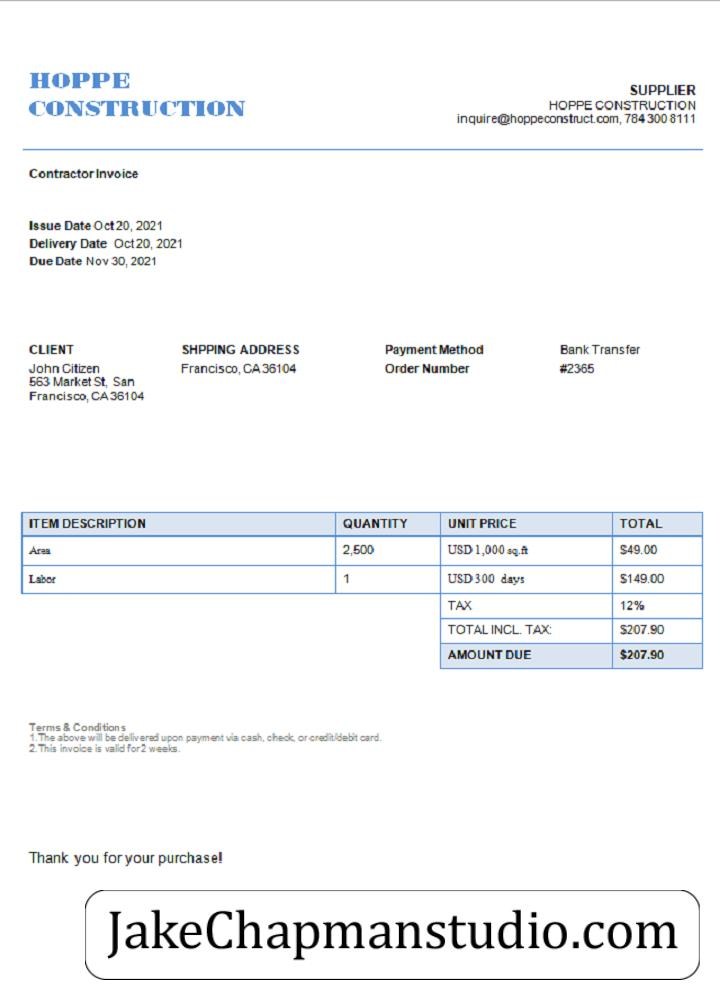 HOPPE
CONSTRUCTION
SUPPLIER
HOPPE CONSTRUCTION
inquire@hoppeconstruct.com, 784 300 8111
Contractor Invoice
Issue Date Oct 20, 2021
Delivery Date Oct 20, 2021
Due Date Nov 30, 2021
CLIENT SHPPING ADDRESS Payment Method Bank Transfer
John Citizen Francisco, CA 36104 Order Number #2365
563 Market St, San
Francisco, CA 36104
ITEM DESCRIPTION QUANTITY UNIT PRICE TOTAL
Area 2,500 USD 1,000 sq.ft $49.00
Labor 1 USD 300 days $149.00
TAX 12%
TOTAL INCL. TAX: $207.90
AMOUNT DUE $207.90
Terms & Conditions
1. The above will be delivered upon payment via cash, check, or credit/debit card.
2. This invoice is valid for 2 weeks.
Thank you for your purchase!
JakeChapmanstudio.com